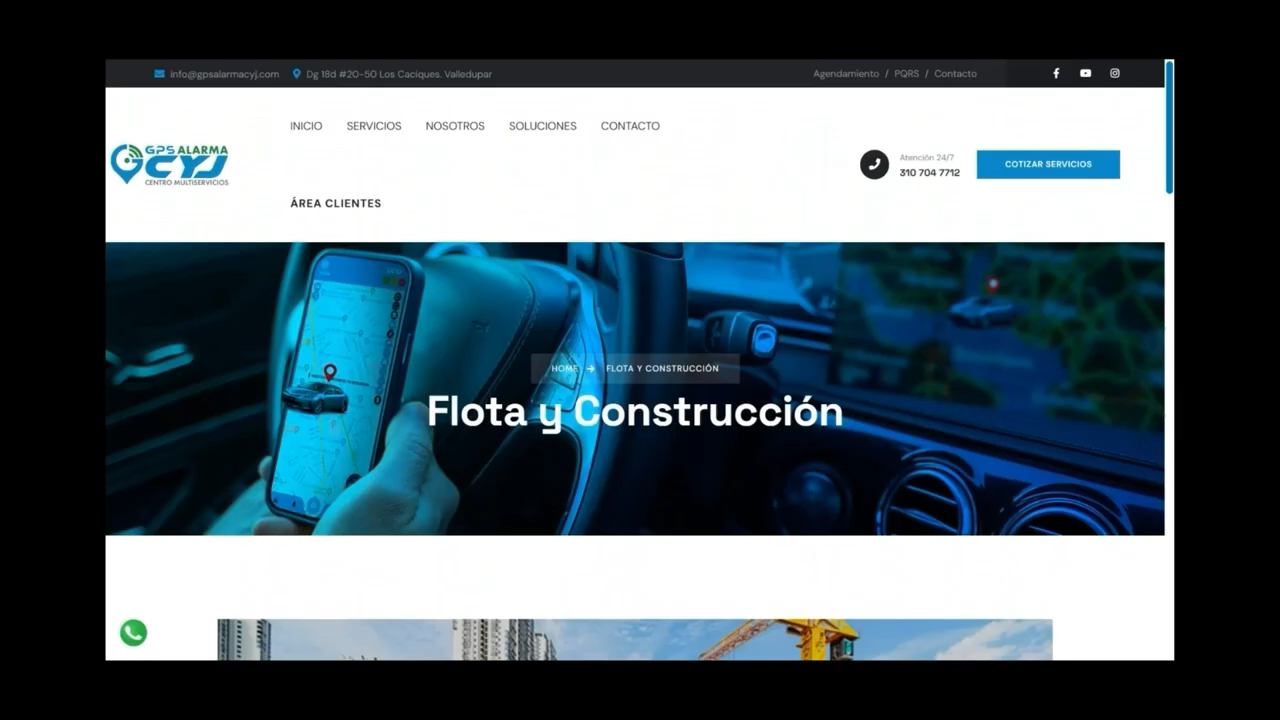 info@gpsalarmacyj.com
Dg 18d #20-50 Los Caciques. Valledupar
Agendamiento / PQRS / Contacto
INICIO SERVICIOS NOSOTROS SOLUCIONES CONTACTO
GPS ALARMA
CYJ
CENTRO MULTISERVICIOS
Atención 24/7
310 704 7712
COTIZAR SERVICIOS
ÁREA CLIENTES
HOME → FLOTA Y CONSTRUCCIÓN
Flota y Construcción